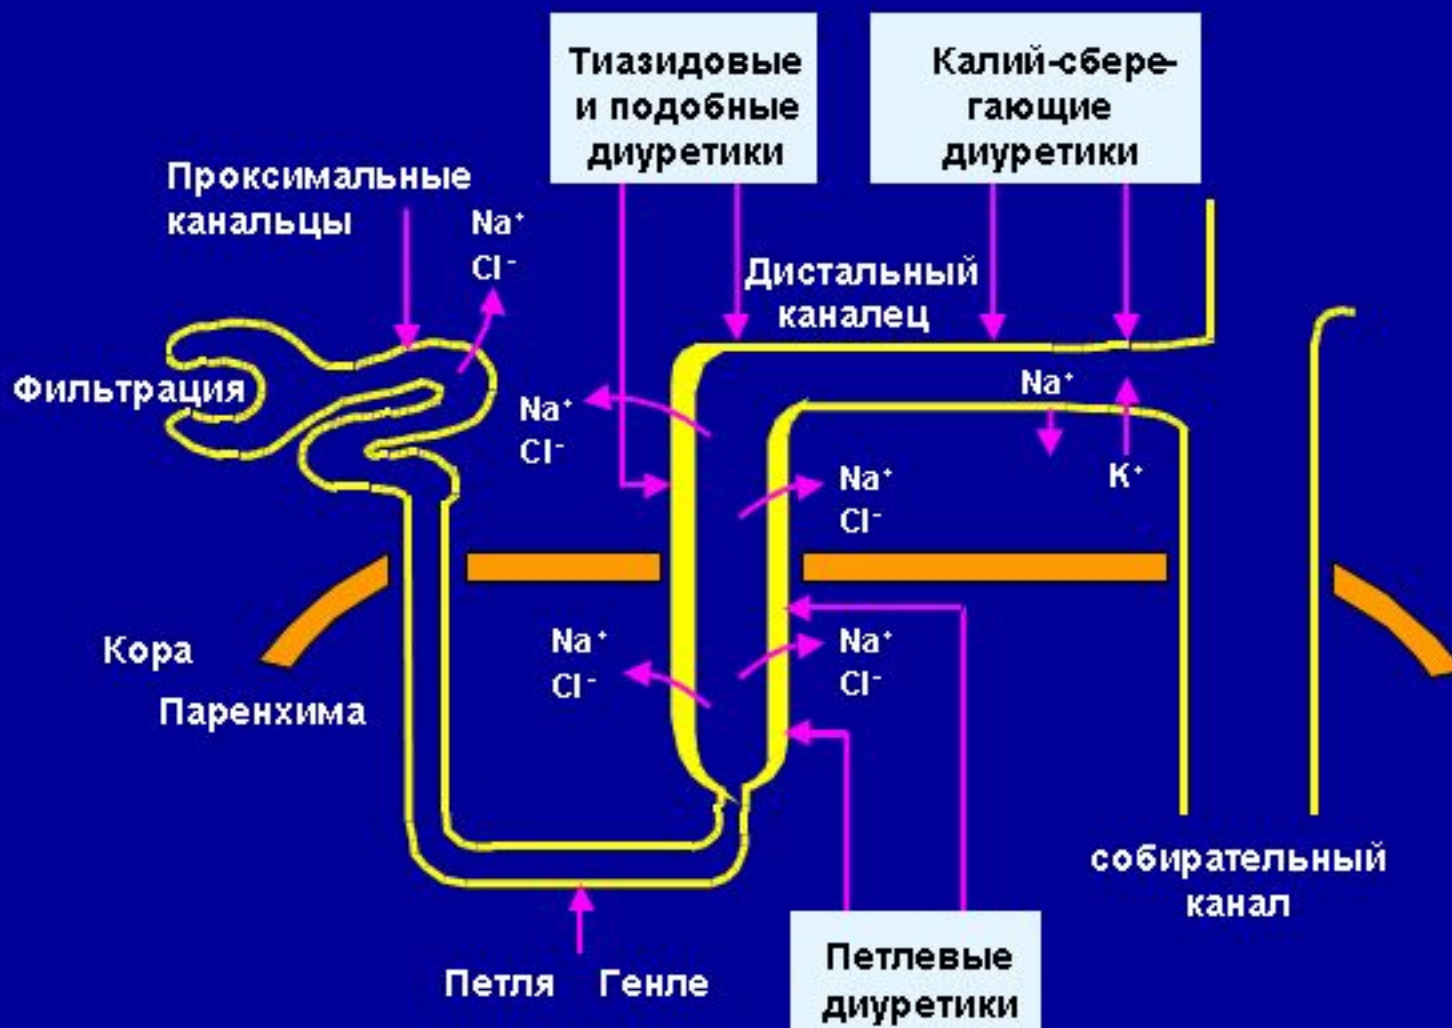 Тиазидовые
и подобные
диуретики
Калий-сбере-
гающие
диуретики
Проксимальные
канальцы
Na⁺
Cl⁻
Дистальный
каналец
Фильтрация
Na⁺
Cl⁻
Na⁺
K⁺
Na⁺
Cl⁻
Кора
Паренхима
Na⁺
Cl⁻
Na⁺
Cl⁻
собирательный
канал
Петля Генле
Петлевые
диуретики